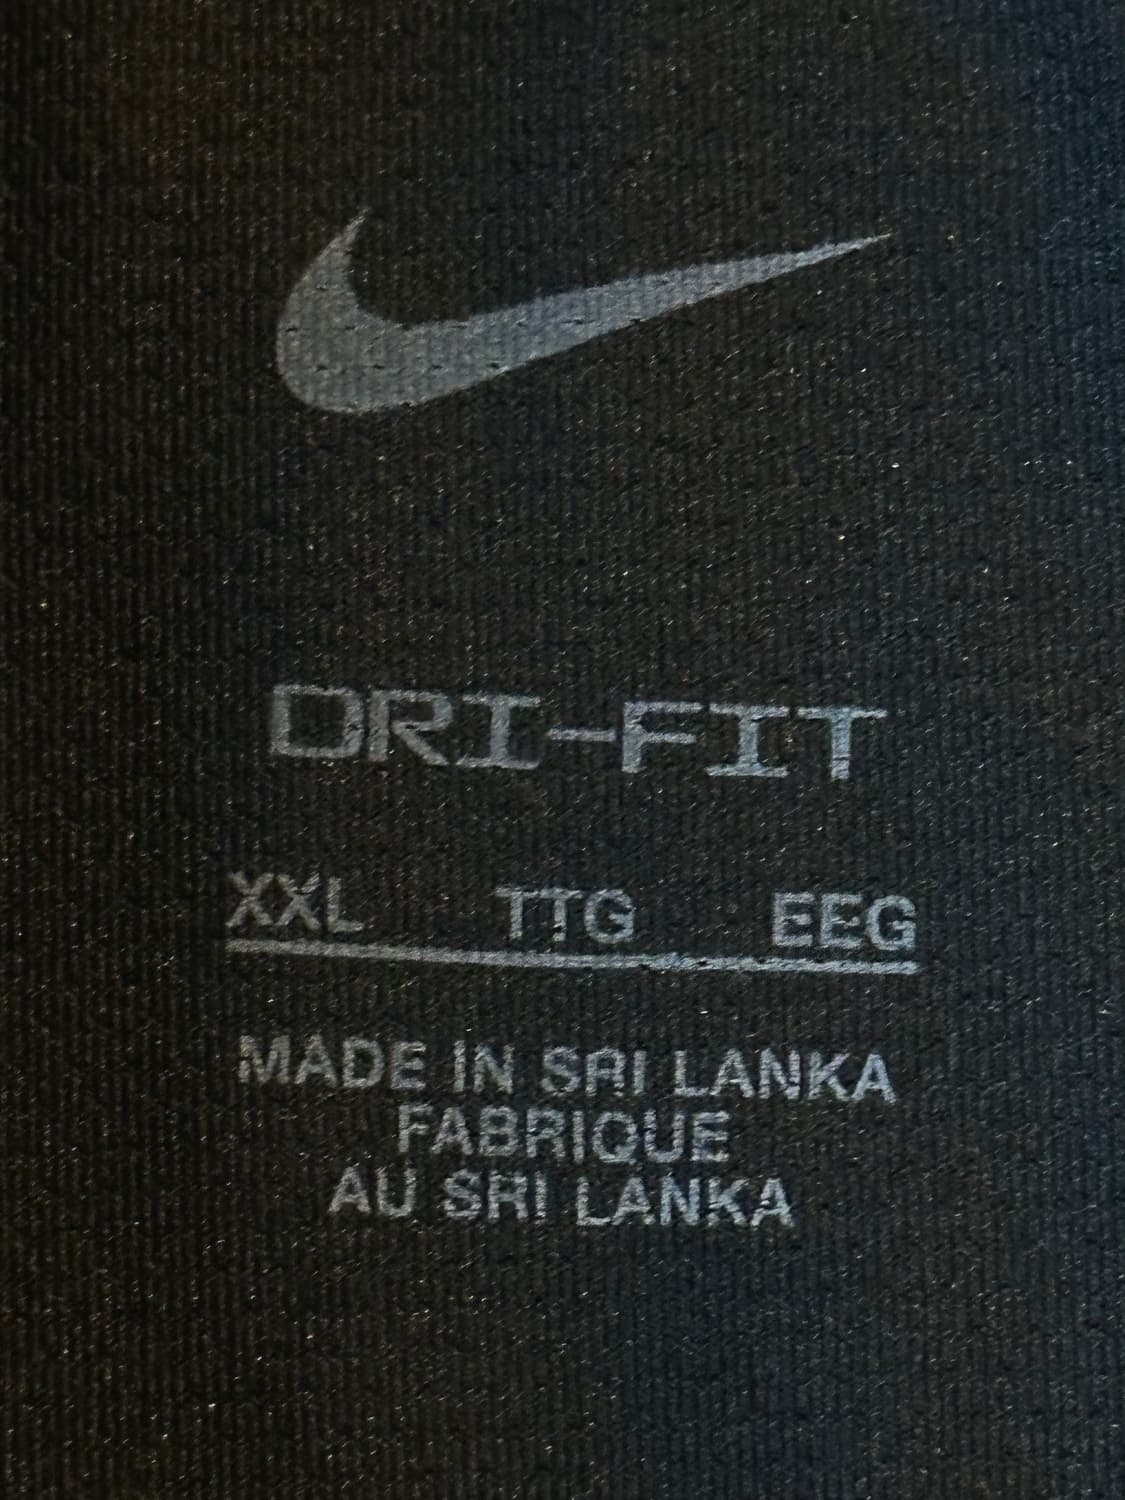 DRI-FIT
XXL TTG EEG
MADE IN SRI LANKA
FABRIQUE
AU SRI LANKA